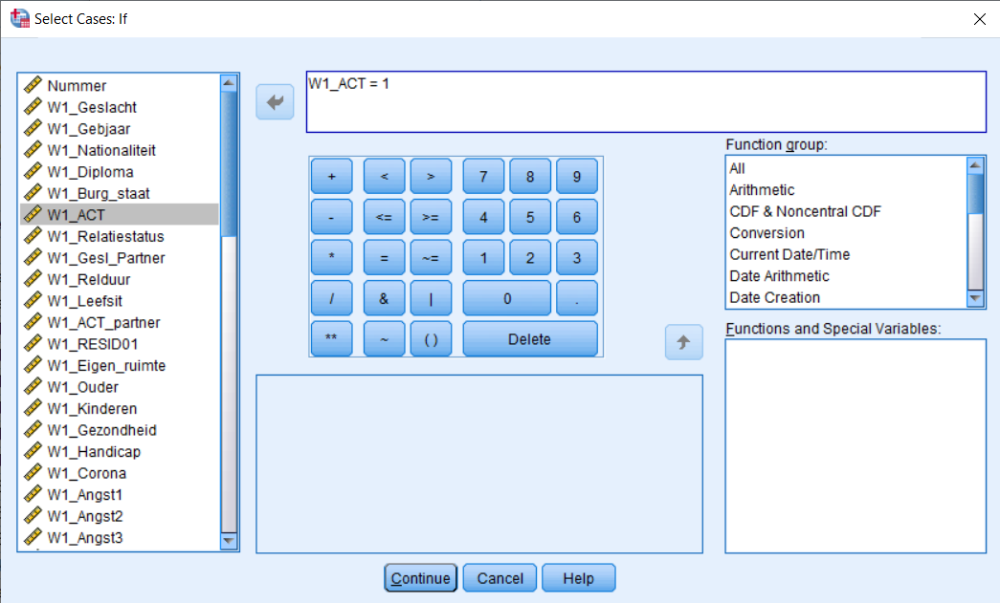 Select Cases: If
Nummer
W1_Geslacht
W1_Gebjaar
W1_Nationaliteit
W1_Diploma
W1_Burg_staat
W1_ACT
W1_Relatiestatus
W1_Gesl_Partner
W1_Relduur
W1_Leefsit
W1_ACT_partner
W1_RESID01
W1_Eigen_ruimte
W1_Ouder
W1_Kinderen
W1_Gezondheid
W1_Handicap
W1_Corona
W1_Angst1
W1_Angst2
W1_Angst3
W1_ACT = 1
+ < > 7 8 9
- <= >= 4 5 6
* = ~= 1 2 3
/ & | 0 .
** ~ ( ) Delete
Function group:
All
Arithmetic
CDF & Noncentral CDF
Conversion
Current Date/Time
Date Arithmetic
Date Creation
Functions and Special Variables:
Continue Cancel Help